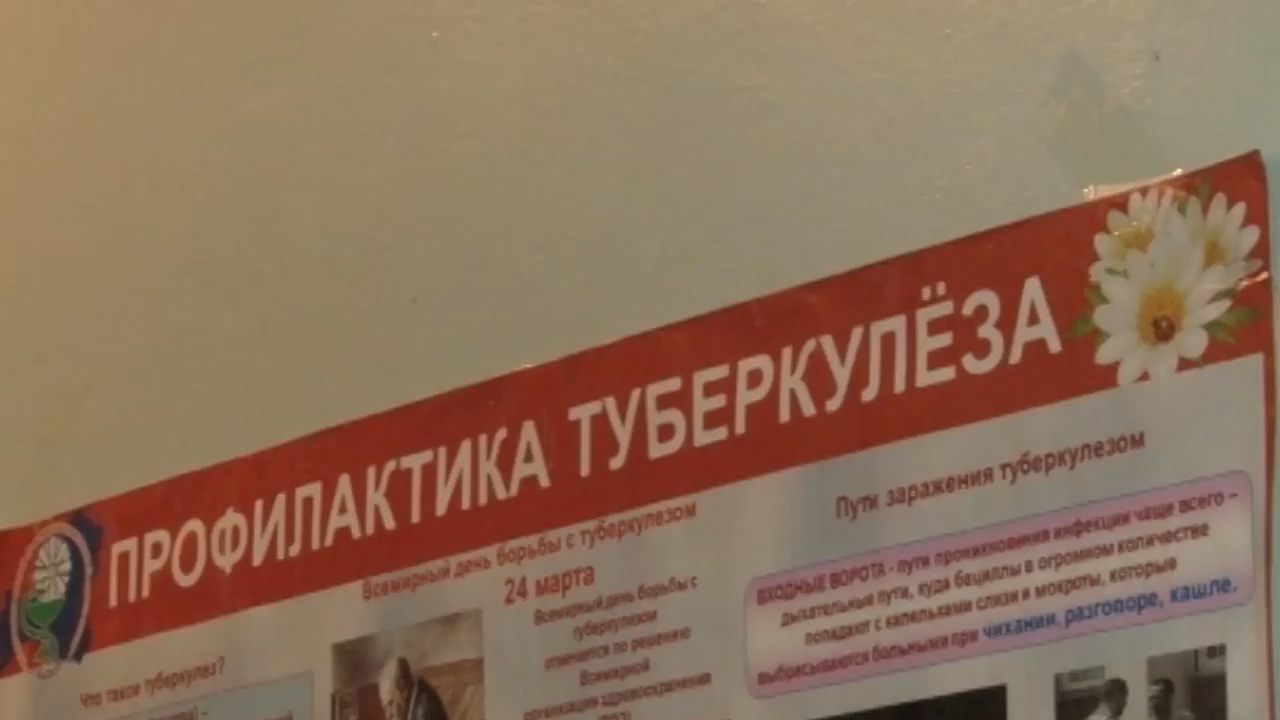 ПРОФИЛАКТИКА ТУБЕРКУЛЁЗА
Что такое туберкулез?
Всемирный день борьбы с туберкулезом
24 марта
Всемирный день борьбы с
туберкулезом
отмечается по решению
Всемирной
организации здравоохранения
Пути заражения туберкулезом
ВХОДНЫЕ ВОРОТА - пути проникновения инфекции чаще всего –
дыхательные пути, куда бациллы в огромном количестве
попадают с капельками слизи и мокроты, которые
выбрасываются больными при чихании, разговоре, кашле.